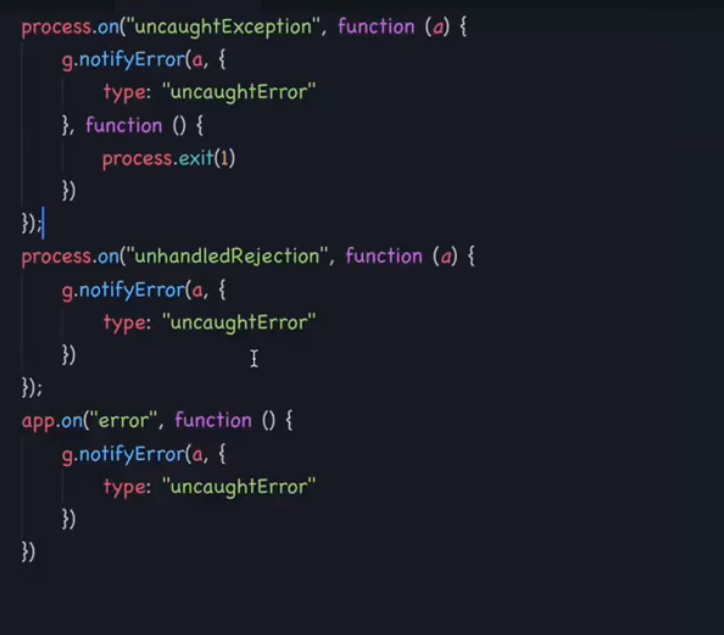 process.on("uncaughtException", function (a) {
g.notifyError(a, {
type: "uncaughtError"
}, function () {
process.exit(1)
})
});
process.on("unhandledRejection", function (a) {
g.notifyError(a, {
type: "uncaughtError"
})
});
app.on("error", function () {
g.notifyError(a, {
type: "uncaughtError"
})
})